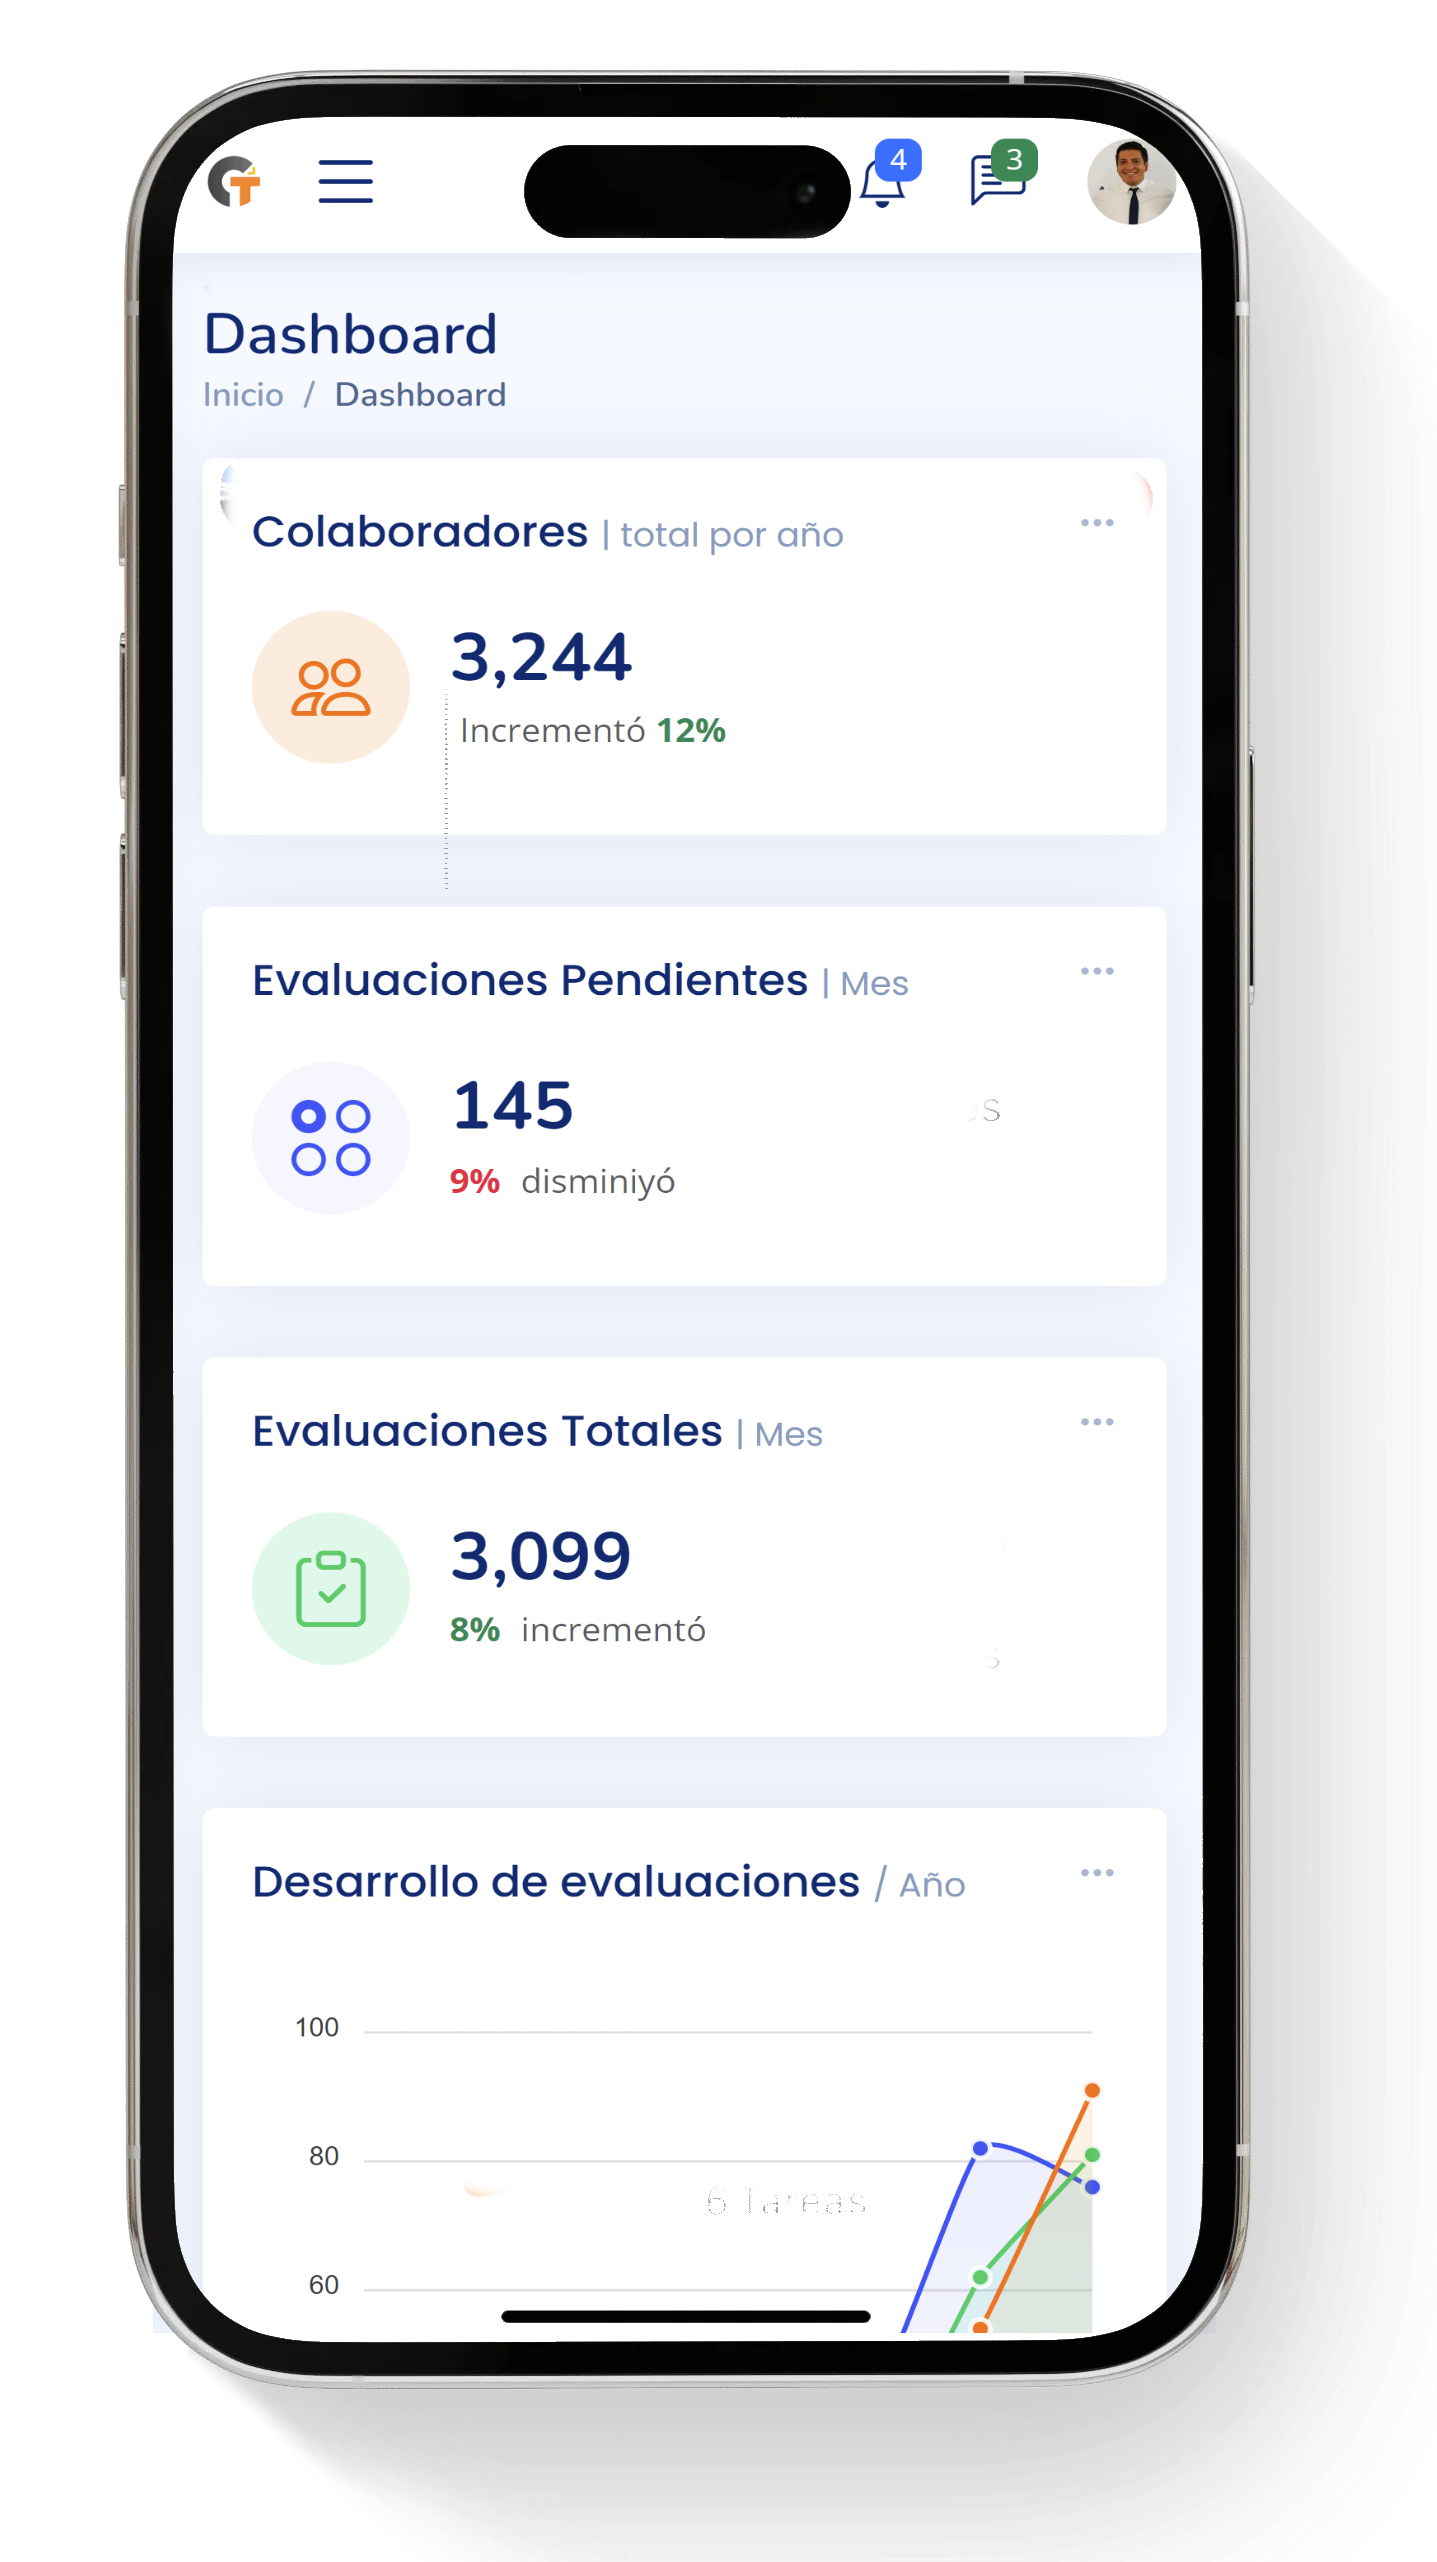 4
3
Dashboard
Inicio / Dashboard
Colaboradores | total por año
3,244
Incrementó 12%
Evaluaciones Pendientes | Mes
145
9% disminiyó
Evaluaciones Totales | Mes
3,099
8% incrementó
Desarrollo de evaluaciones / Año
100
80
6 Tareas
60